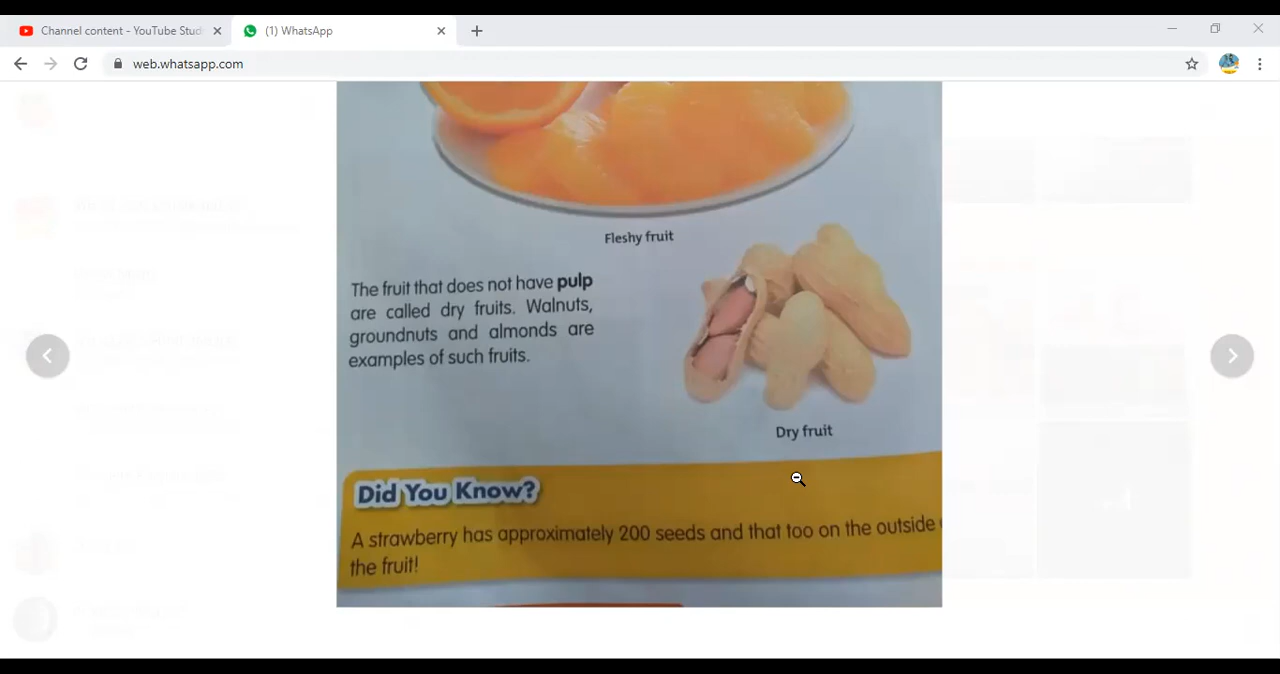 Channel content - YouTube Stud
(1) WhatsApp
web.whatsapp.com
Fleshy fruit
The fruit that does not have pulp
are called dry fruits. Walnuts,
groundnuts and almonds are
examples of such fruits.
Dry fruit
Did You Know?
A strawberry has approximately 200 seeds and that too on the outside
the fruit!